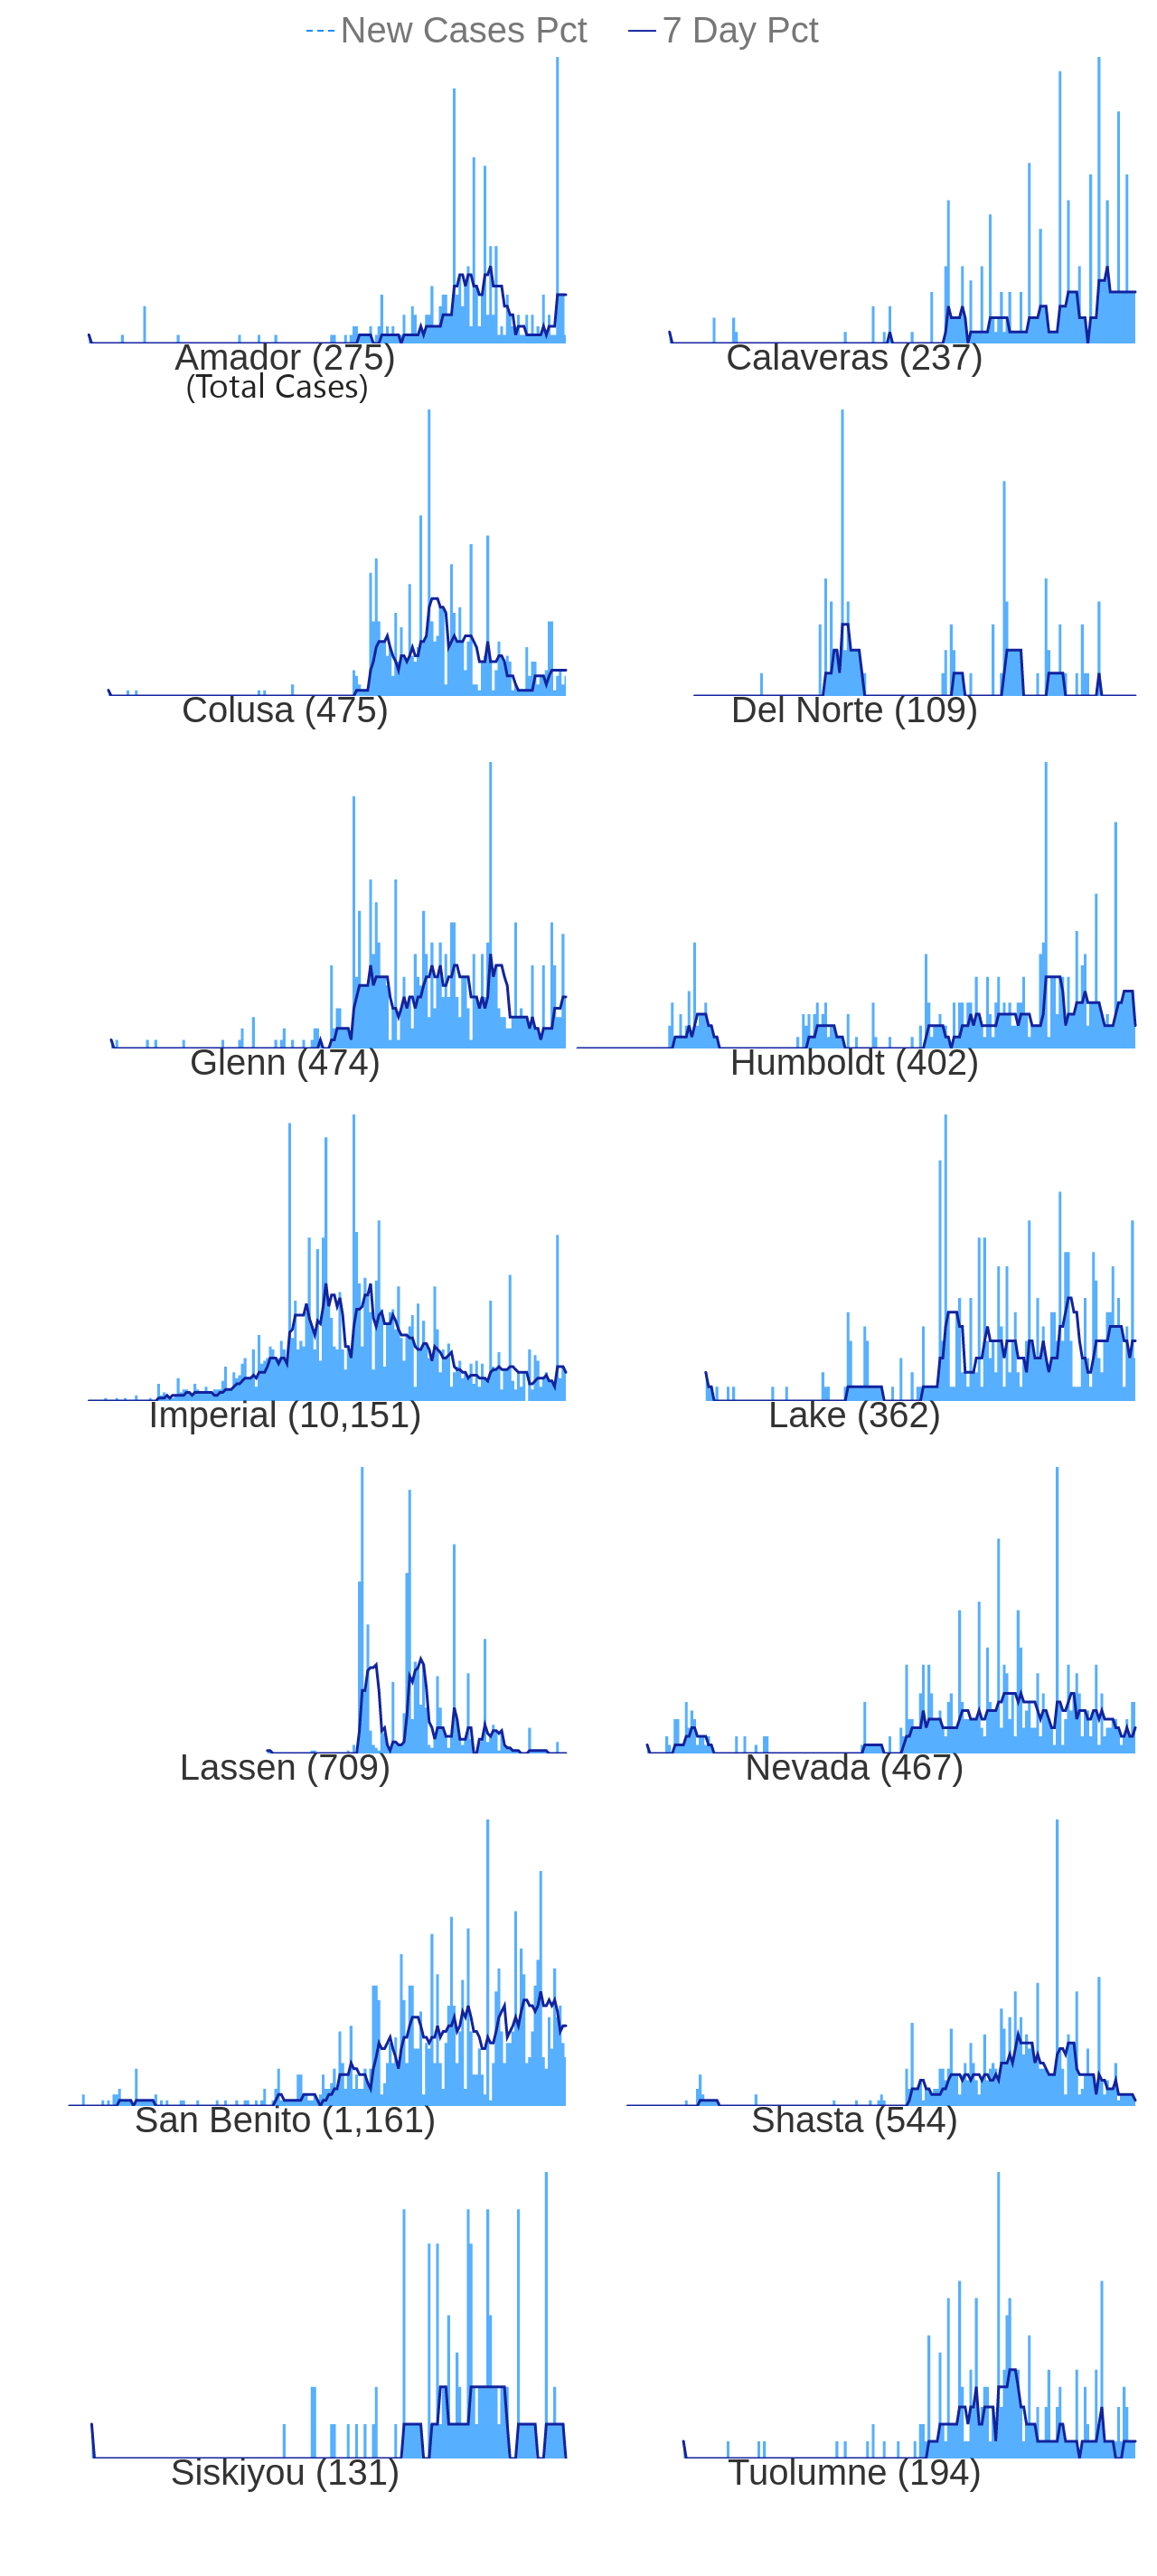 New Cases Pct 7 Day Pct
Amador (275) Calaveras (237)
(Total Cases)
Colusa (475) Del Norte (109)
Glenn (474) Humboldt (402)
Imperial (10,151) Lake (362)
Lassen (709) Nevada (467)
San Benito (1,161) Shasta (544)
Siskiyou (131) Tuolumne (194)